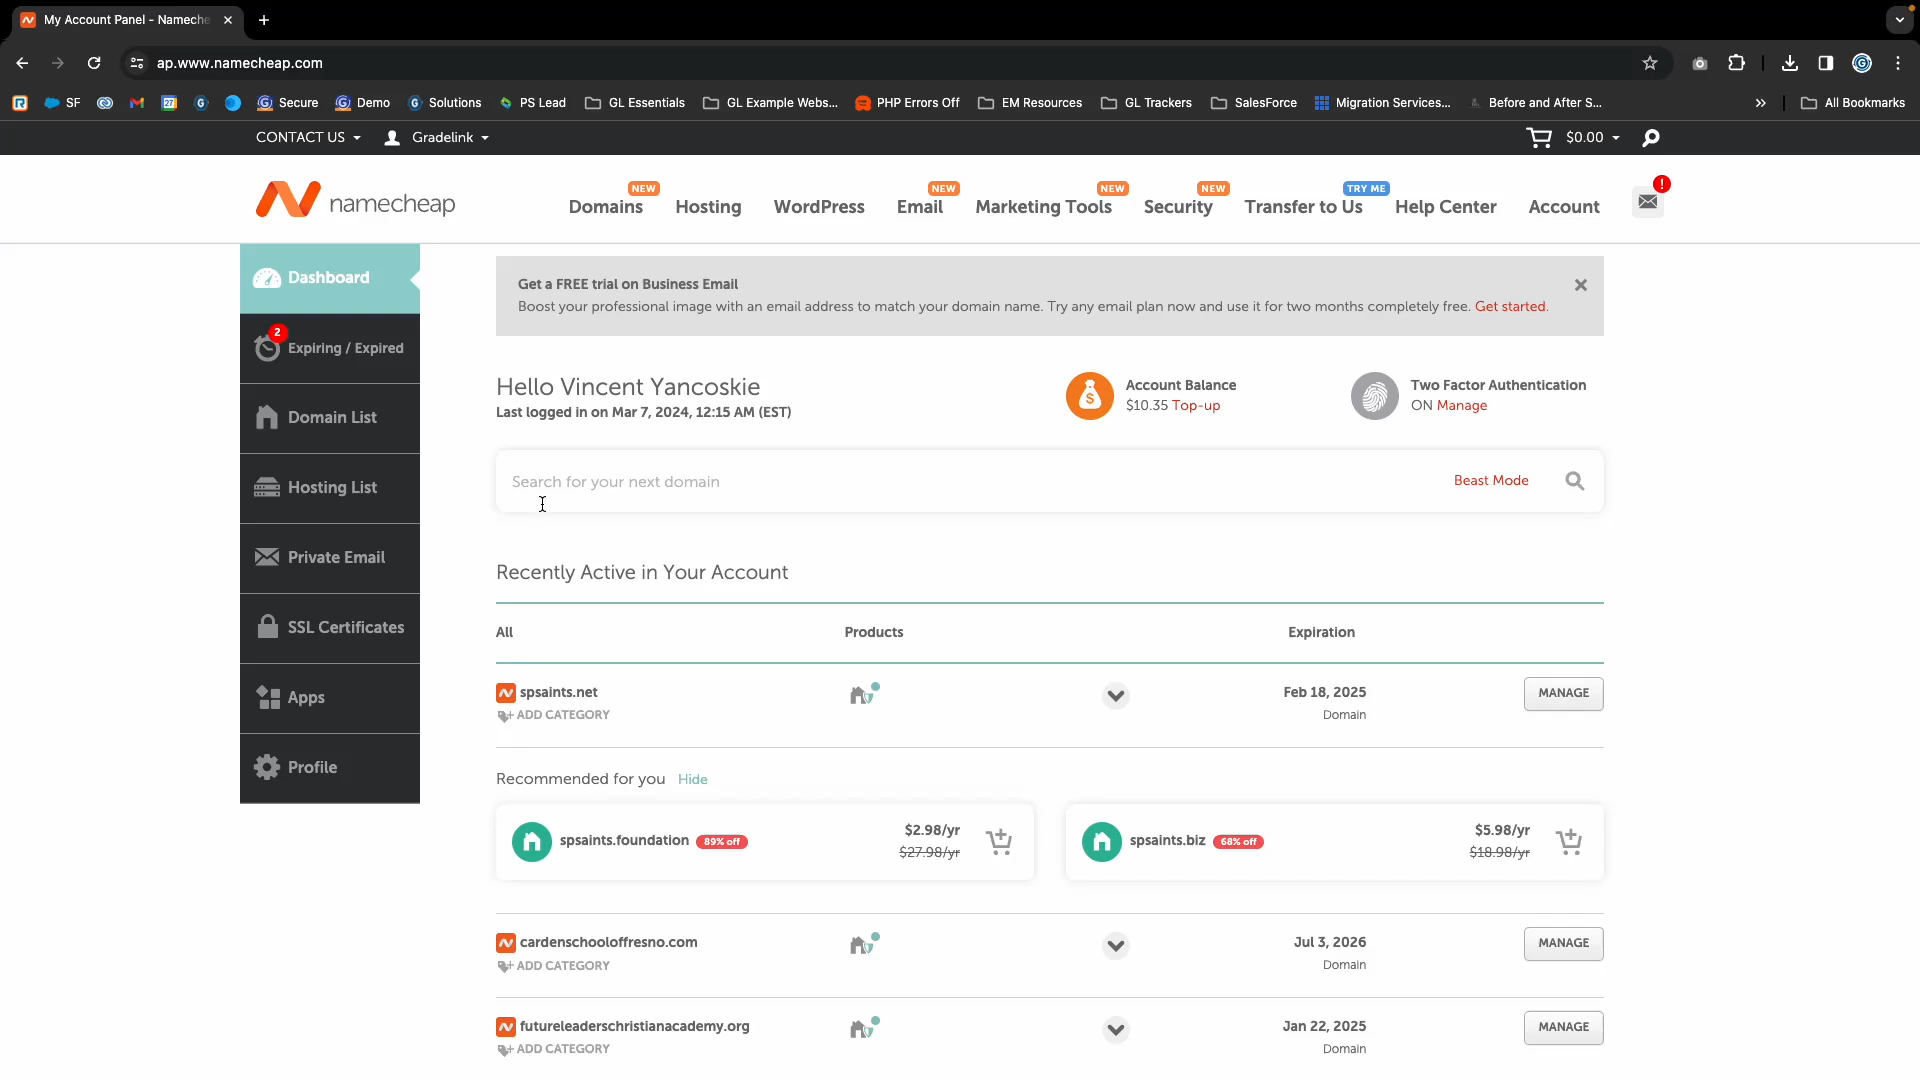 My Account Panel - Nameche
ap.www.namecheap.com
SF
27
Secure
Demo
Solutions
PS Lead
GL Essentials
GL Example Webs...
PHP Errors Off
EM Resources
GL Trackers
SalesForce
Migration Services...
Before and After S...
All Bookmarks
CONTACT US
Gradelink
$0.00
namecheap
NEW
NEW
NEW
NEW
TRY ME
Domains
Hosting
WordPress
Email
Marketing Tools
Security
Transfer to Us
Help Center
Account
!
Dashboard
2
Expiring / Expired
Domain List
Hosting List
Private Email
SSL Certificates
Apps
Profile
Get a FREE trial on Business Email
Boost your professional image with an email address to match your domain name. Try any email plan now and use it for two months completely free. Get started.
Hello Vincent Yancoskie
Last logged in on Mar 7, 2024, 12:15 AM (EST)
Account Balance
$10.35 Top-up
Two Factor Authentication
ON Manage
Search for your next domain
Beast Mode
Recently Active in Your Account
All
Products
Expiration
spsaints.net
ADD CATEGORY
Feb 18, 2025
Domain
MANAGE
Recommended for you Hide
spsaints.foundation 89% off
$2.98/yr
$27.98/yr
spsaints.biz 68% off
$5.98/yr
$18.98/yr
cardenschooloffresno.com
ADD CATEGORY
Jul 3, 2026
Domain
MANAGE
futureleaderschristianacademy.org
ADD CATEGORY
Jan 22, 2025
Domain
MANAGE